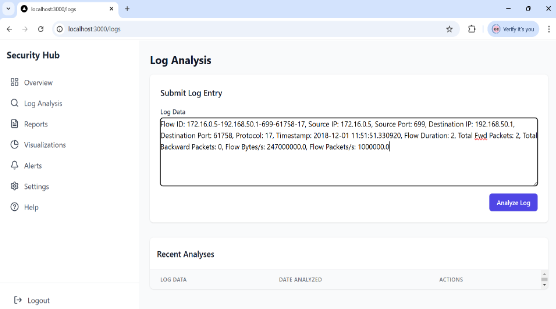 localhost:3000/logs
localhost:3000/logs
Verify it's you
Security Hub
Overview
Log Analysis
Reports
Visualizations
Alerts
Settings
Help
Logout
Log Analysis
Submit Log Entry
Log Data
Flow ID: 172.16.0.5-192.168.50.1-699-61758-17, Source IP: 172.16.0.5, Source Port: 699, Destination IP: 192.168.50.1,
Destination Port: 61758, Protocol: 17, Timestamp: 2018-12-01 11:51:51.330920, Flow Duration: 2, Total Fwd Packets: 2, Total
Backward Packets: 0, Flow Bytes/s: 247000000.0, Flow Packets/s: 1000000.0
Analyze Log
Recent Analyses
LOG DATA DATE ANALYZED ACTIONS